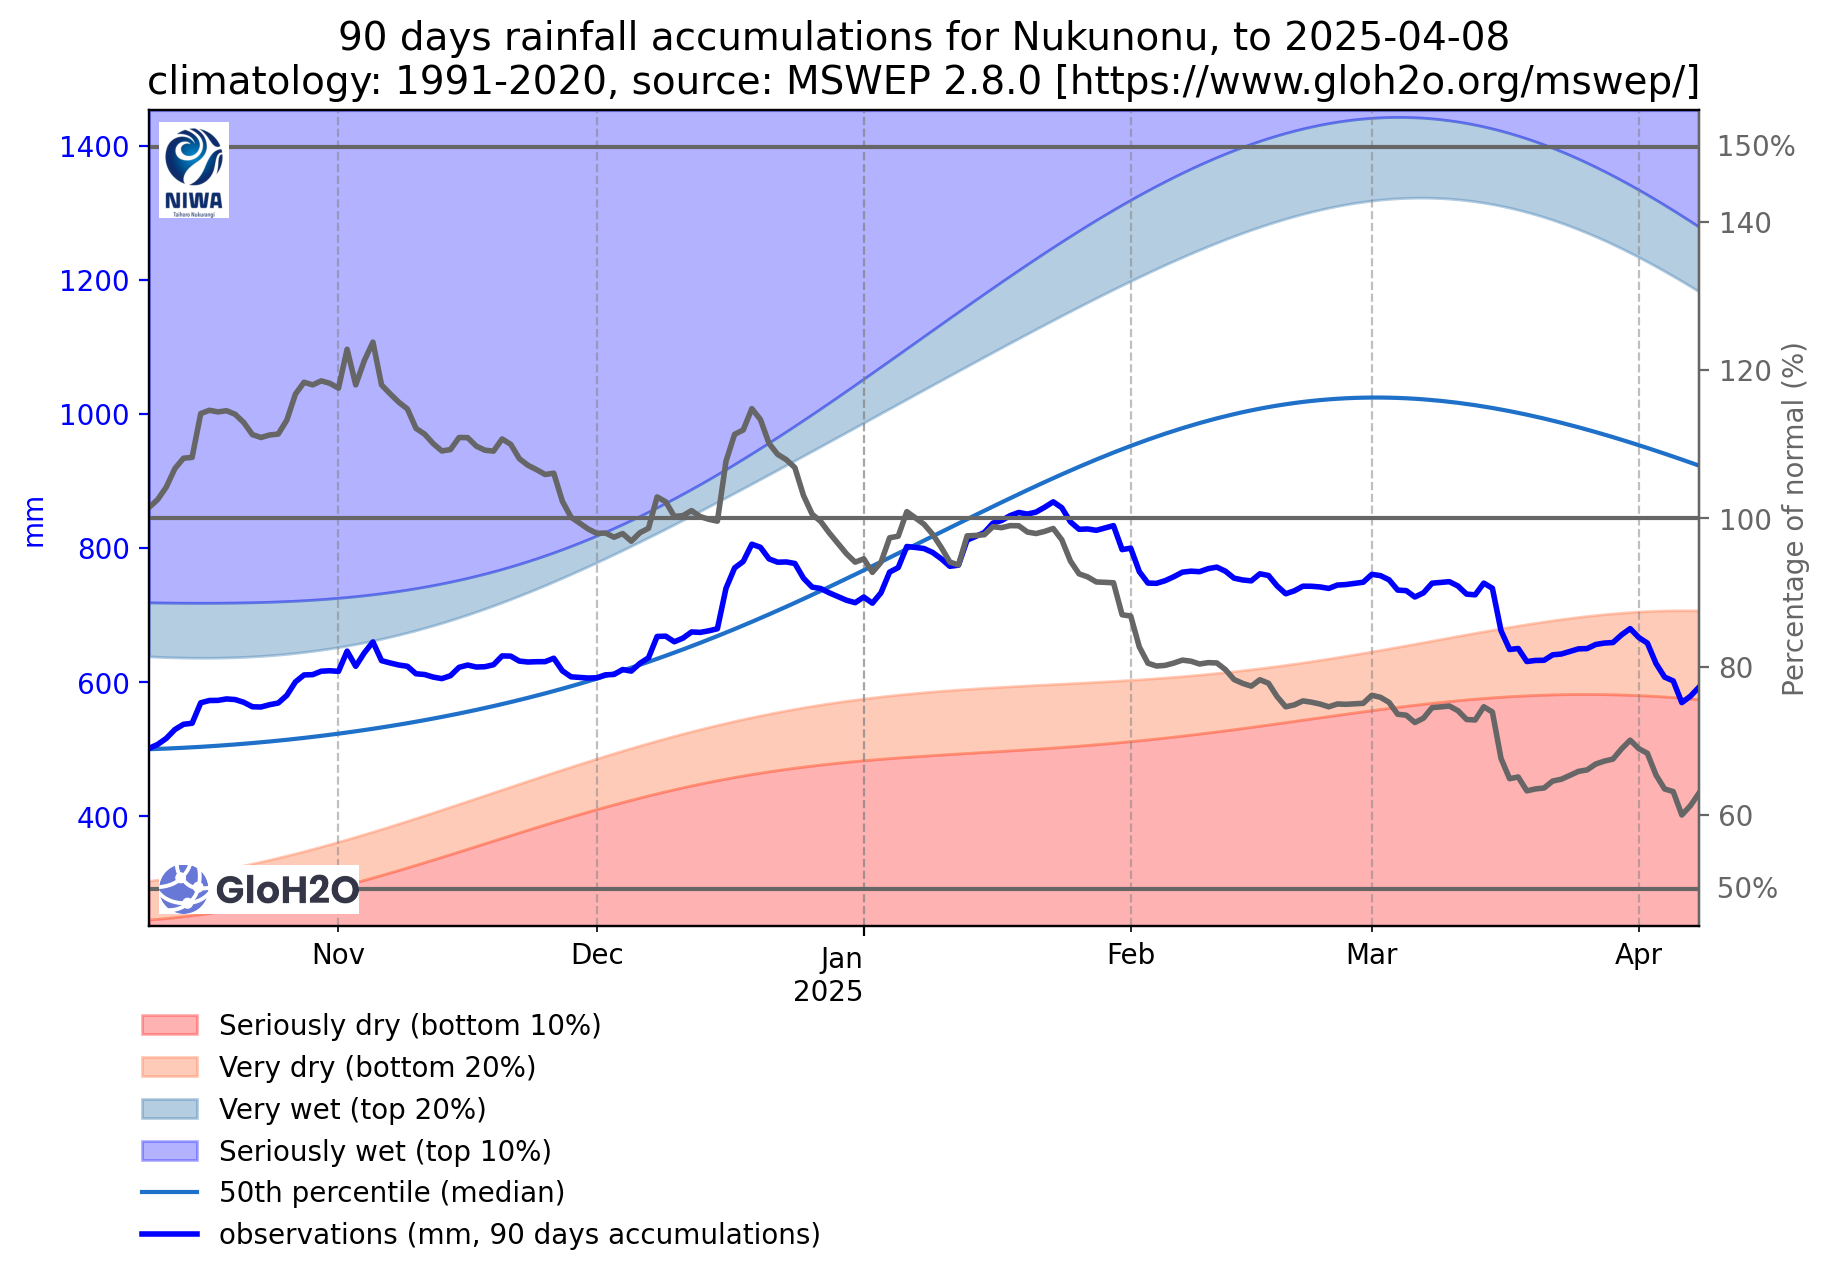 90 days rainfall accumulations for Nukunonu, to 2025-04-08
climatology: 1991-2020, source: MSWEP 2.8.0 [https://www.gloh2o.org/mswep/]
NIWA
Taihoro Nukurangi
1400
1200
1000
800
600
400
mm
150%
140
120
100
80
60
50%
Percentage of normal (%)
GloH2O
Nov
Dec
Jan
2025
Feb
Mar
Apr
Seriously dry (bottom 10%)
Very dry (bottom 20%)
Very wet (top 20%)
Seriously wet (top 10%)
50th percentile (median)
observations (mm, 90 days accumulations)